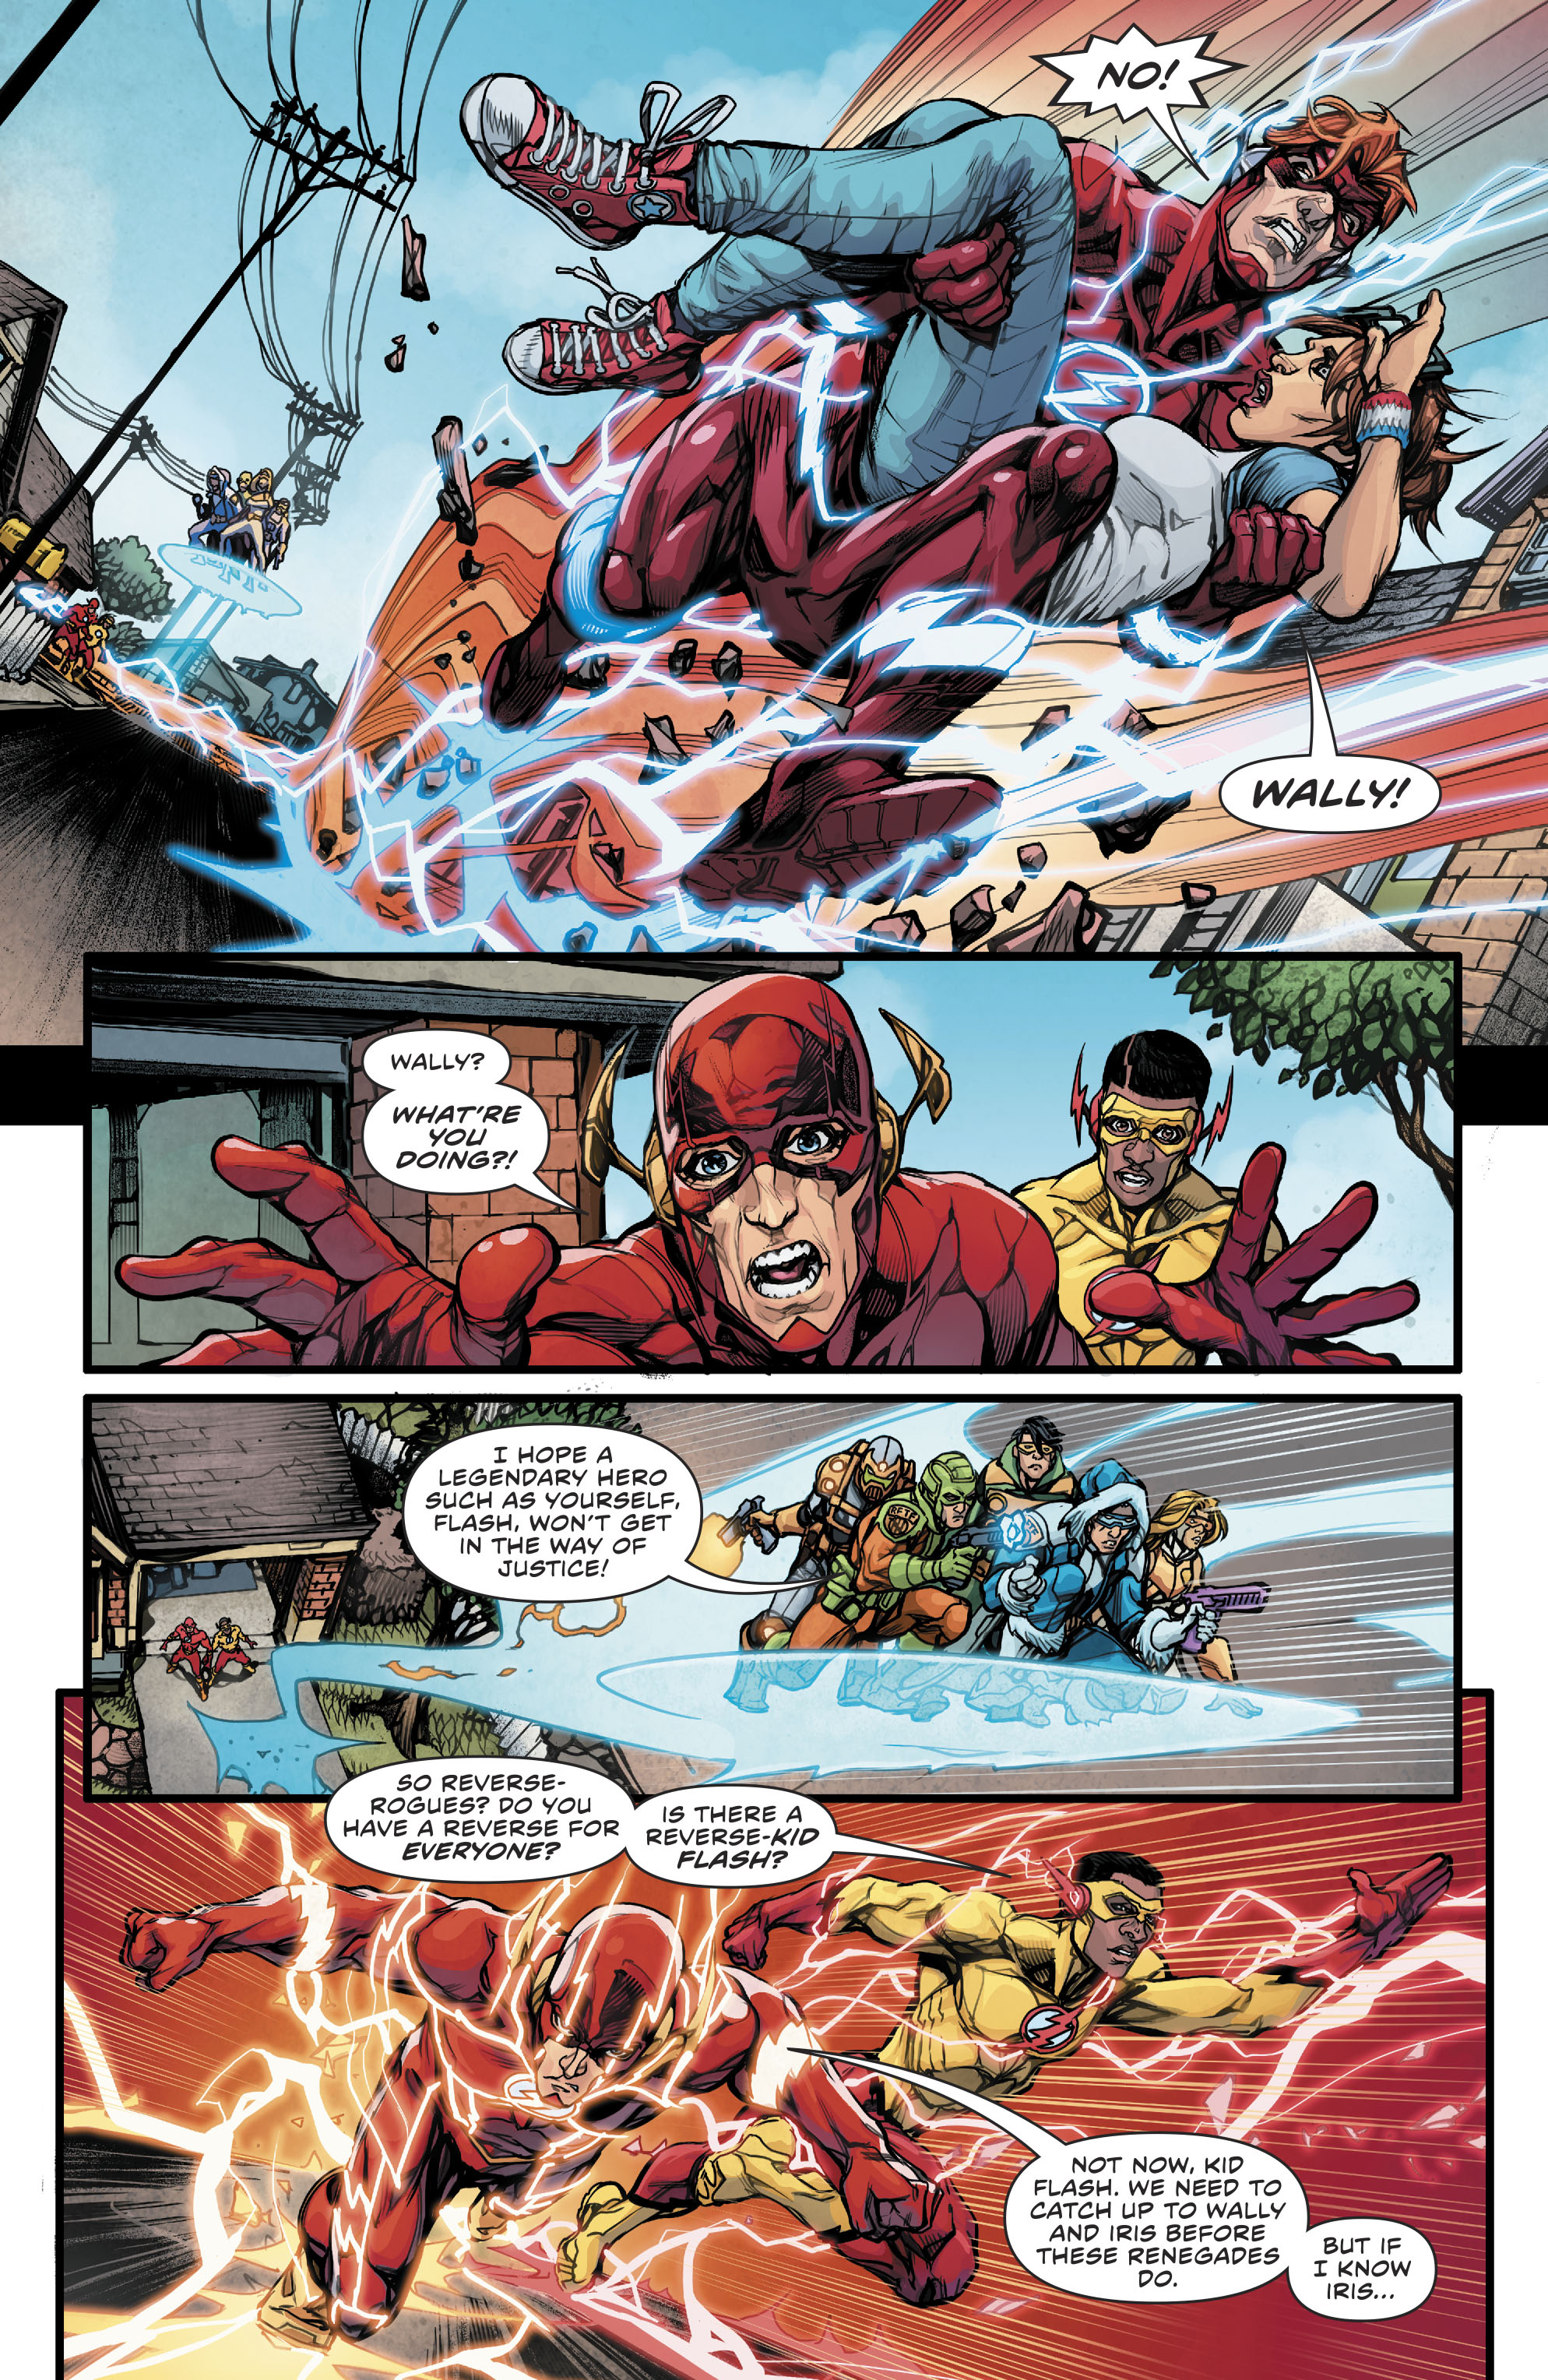 NO!
WALLY!
WALLY?
WHAT'RE
YOU
DOING?!
I HOPE A
LEGENDARY HERO
SUCH AS YOURSELF,
FLASH, WON'T GET
IN THE WAY OF
JUSTICE!
RFTF
SO REVERSE-
ROGUES? DO YOU
HAVE A REVERSE FOR
EVERYONE?
IS THERE A
REVERSE-KID
FLASH?
NOT NOW, KID
FLASH. WE NEED TO
CATCH UP TO WALLY
AND IRIS BEFORE
THESE RENEGADES
DO.
BUT IF
I KNOW
IRIS...